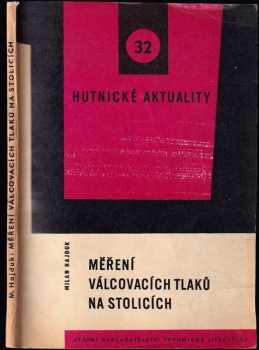 M. Hajduk: MĚŘENÍ VÁLCOVACÍCH TLAKŮ NA STOLICÍCH
32
HUTNICKÉ AKTUALITY
MILAN HAJDUK
MĚŘENÍ
VÁLCOVACÍCH TLAKŮ
NA STOLICÍCH
STÁTNÍ NAKLADATELSTVÍ TECHNICKÉ LITERATURY